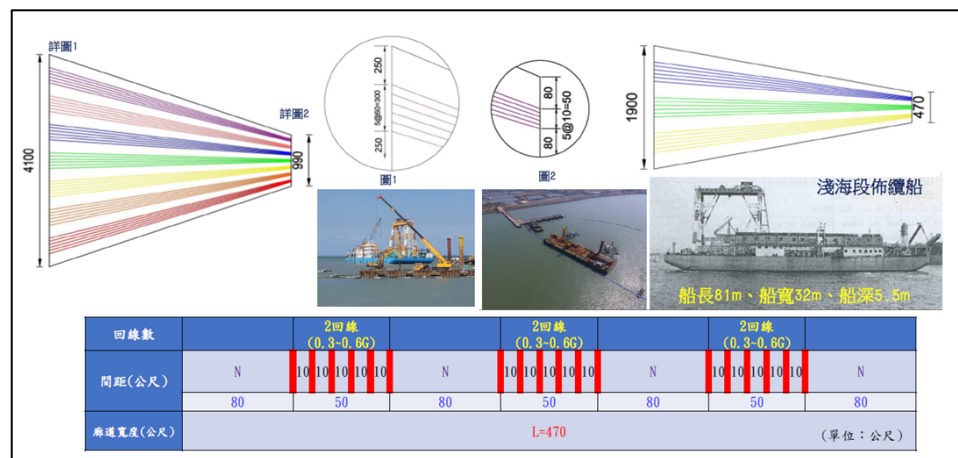 詳圖1
4100
詳圖2
990
250
5@60=300
250
圖1
80
5@10=50
80
圖2
1900
470
淺海段佈纜船
船長81m、船寬32m、船深5.5m
回線數
2回線
(0.3~0.6G)
2回線
(0.3~0.6G)
2回線
(0.3~0.6G)
間距(公尺)
N 10 10 10 10 10 N 10 10 10 10 10 N 10 10 10 10 10 N
80 50 80 50 80 50 80
廊道寬度(公尺)
L=470
(單位：公尺)